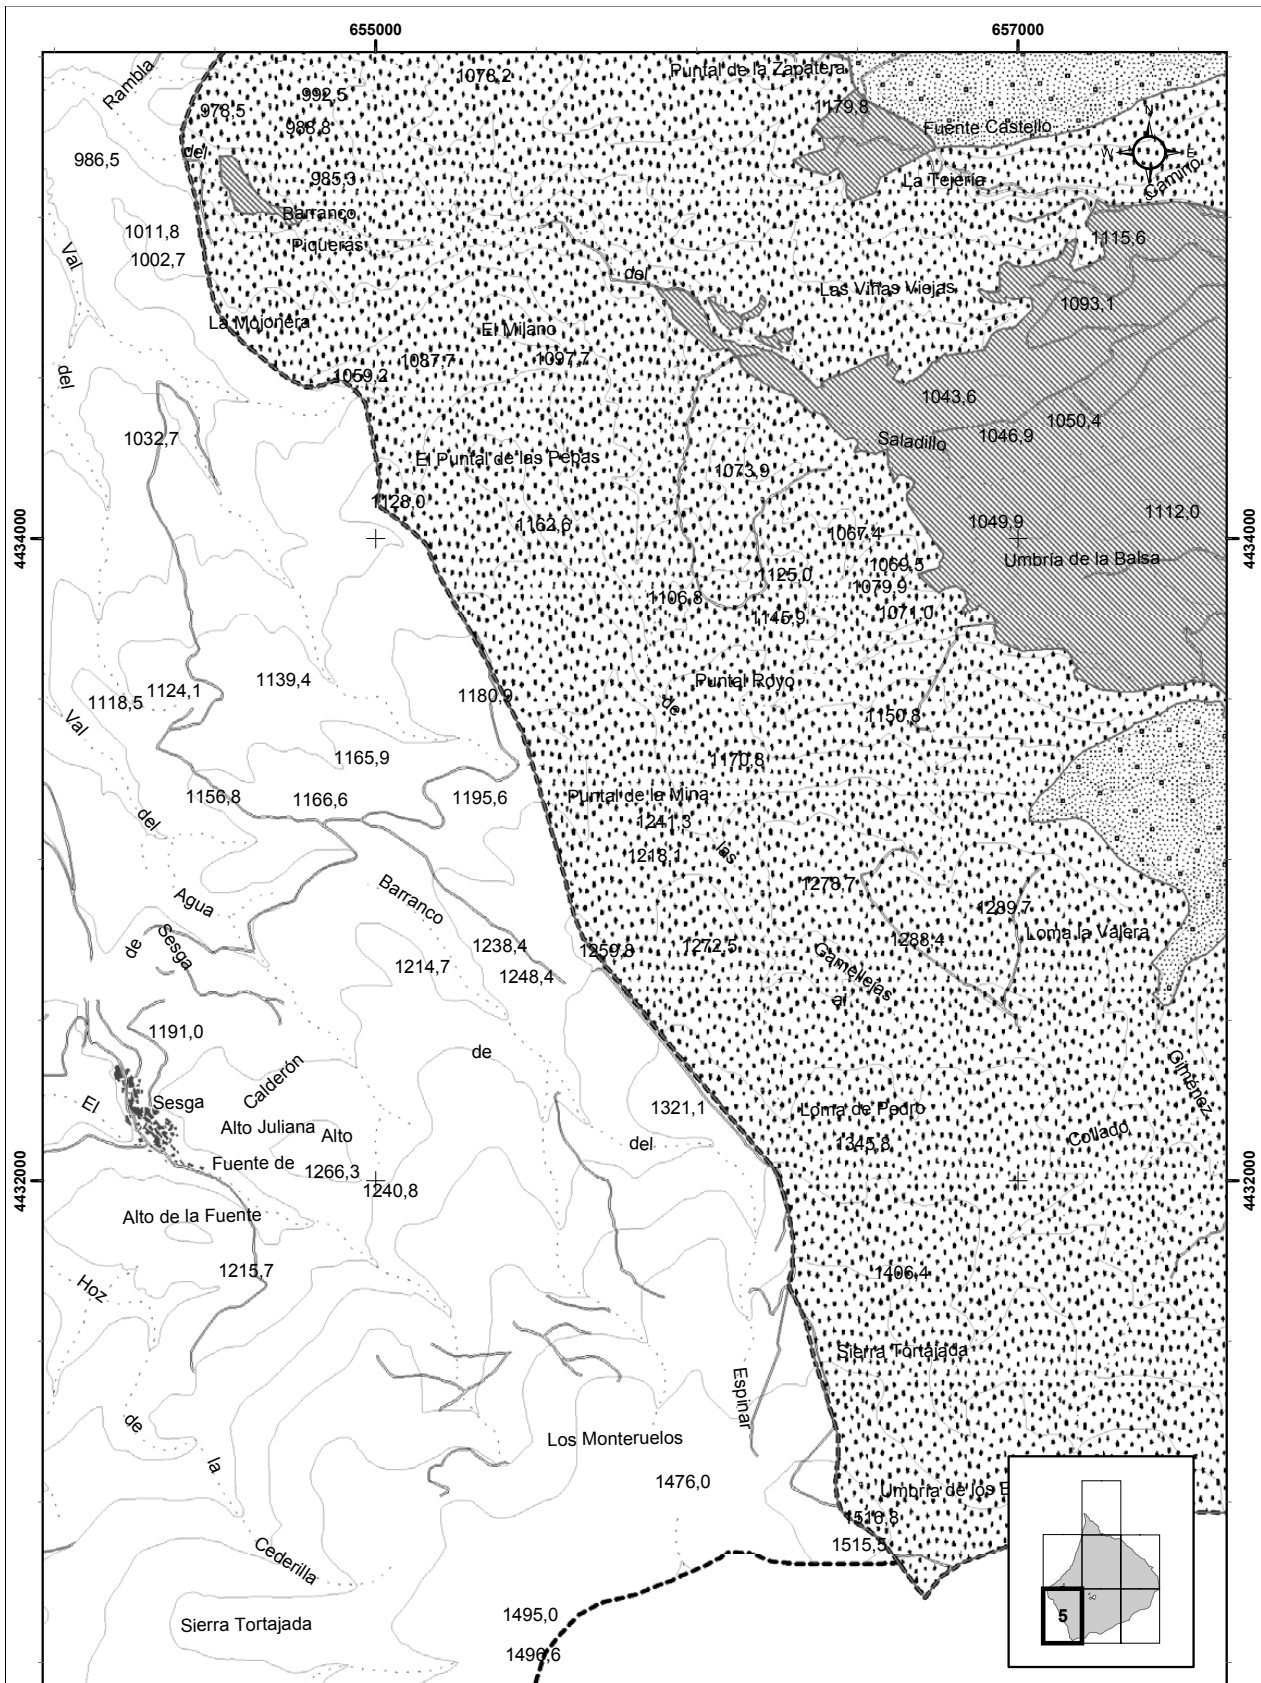 655000
657000
Rambla
1078,2
Puntal de la Zapatera
992,5
978,5
1179,8
988,8
Fuente Castello
N
986,5
del
W
E
985,3
La Tejería
Camino
Barranco
1011,8
Piqueras
1115,6
Val
1002,7
del
Las Viñas Viejas
1093,1
La Mojonera
El Mijano
1087,7
1097,7
del
1059,2
1043,6
1050,4
1032,7
1046,9
Saladillo
El Puntal de las Pepas
1073,9
1128,0
1112,0
4434000
1162,6
1049,9
4434000
1067,4
Umbría de la Balsa
1069,5
1125,0
1079,9
1106,8
1071,0
1145,9
1139,4
Puntal Royo
1124,1
1180,9
1118,5
de
Val
1150,8
1165,9
1170,8
1156,8
1166,6
1195,6
Puntal de la Mina
del
1241,3
las
1218,1
1278,7
Barranco
Agua
1289,7
Loma la Valera
de
Sesga
1238,4
1259,8
1272,5
1288,4
1214,7
1248,4
Gamellejas
al
1191,0
de
Calderón
Giménez
El
Sesga
1321,1
Loma de Pedro
Alto Juliana
Alto
del
1345,8
Collado
Fuente de
1266,3
4432000
1240,8
4432000
Alto de la Fuente
1215,7
1406,4
Hoz
Sierra Tortajada
Espinar
de
Los Monteruelos
la
1476,0
Umbría de los
1516,8
1515,5
Cederilla
1495,0
5
Sierra Tortajada
1496,6